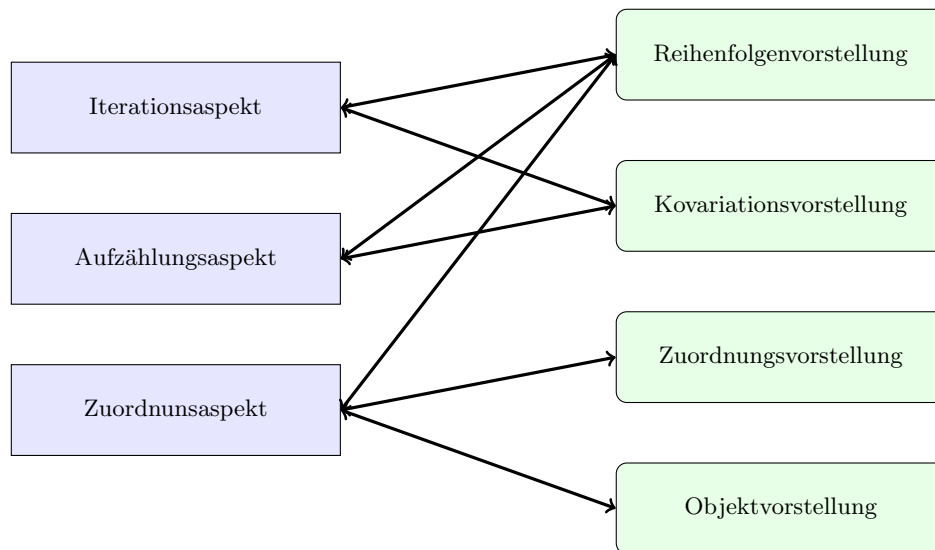 Iterationsaspekt
Aufzählungsaspekt
Zuordnunsaspekt
Reihenfolgenvorstellung
Kovariationsvorstellung
Zuordnungsvorstellung
Objektvorstellung